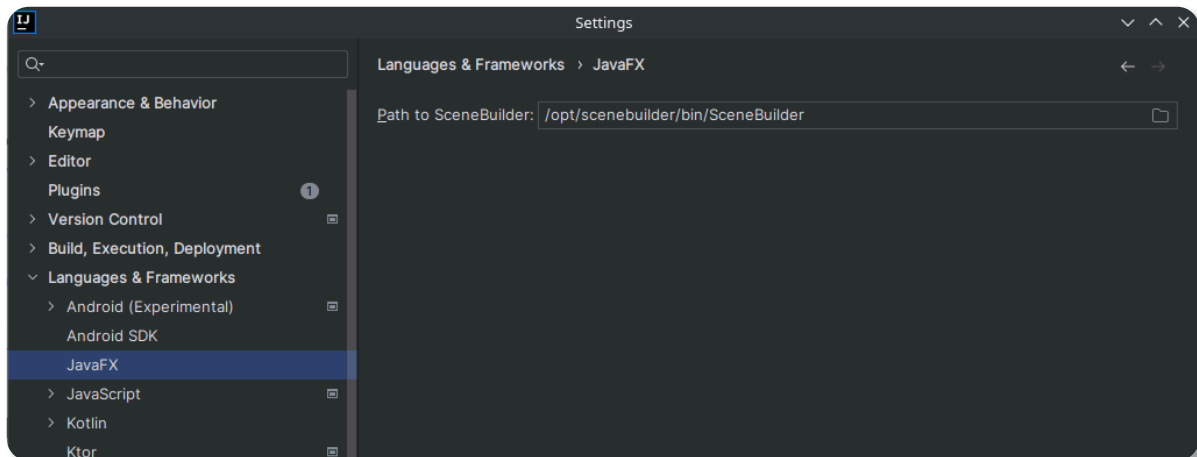 IJ
Settings
Languages & Frameworks › JavaFX
Path to SceneBuilder: /opt/scenebuilder/bin/SceneBuilder
Appearance & Behavior
Keymap
Editor
Plugins 1
Version Control
Build, Execution, Deployment
Languages & Frameworks
Android (Experimental)
Android SDK
JavaFX
JavaScript
Kotlin
Ktor